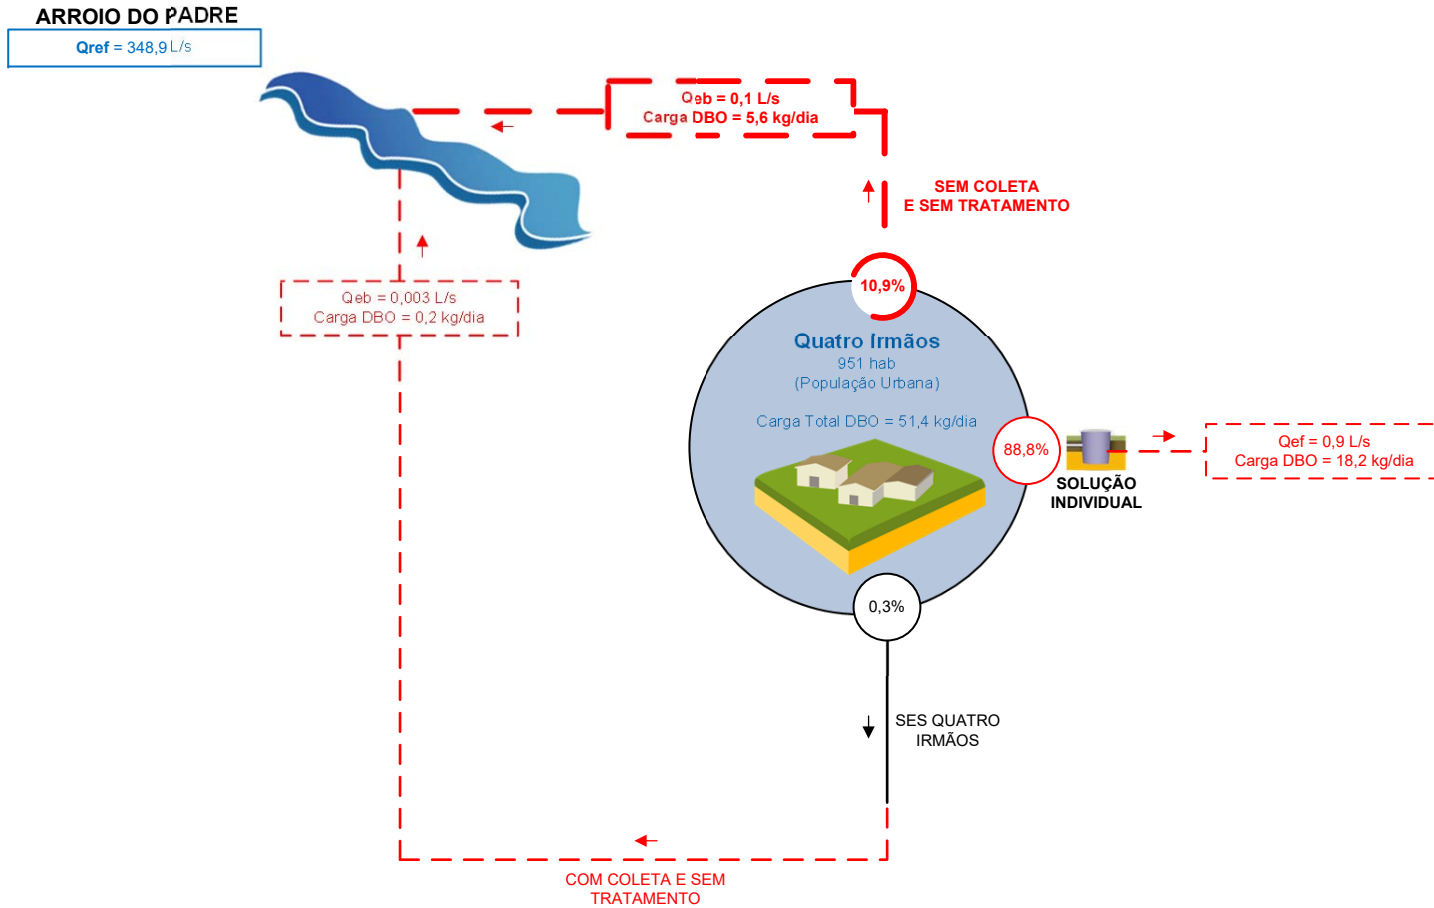 ARROIO DO PADRE
Qref = 348,9 L/s
Qeb = 0,1 L/s
Carga DBO = 5,6 kg/dia
SEM COLETA
E SEM TRATAMENTO
10,9%
Qeb = 0,003 L/s
Carga DBO = 0,2 kg/dia
Quatro Irmãos
951 hab
(População Urbana)
Carga Total DBO = 51,4 kg/dia
88,8%
SOLUÇÃO
INDIVIDUAL
Qef = 0,9 L/s
Carga DBO = 18,2 kg/dia
0,3%
SES QUATRO
IRMÃOS
COM COLETA E SEM
TRATAMENTO